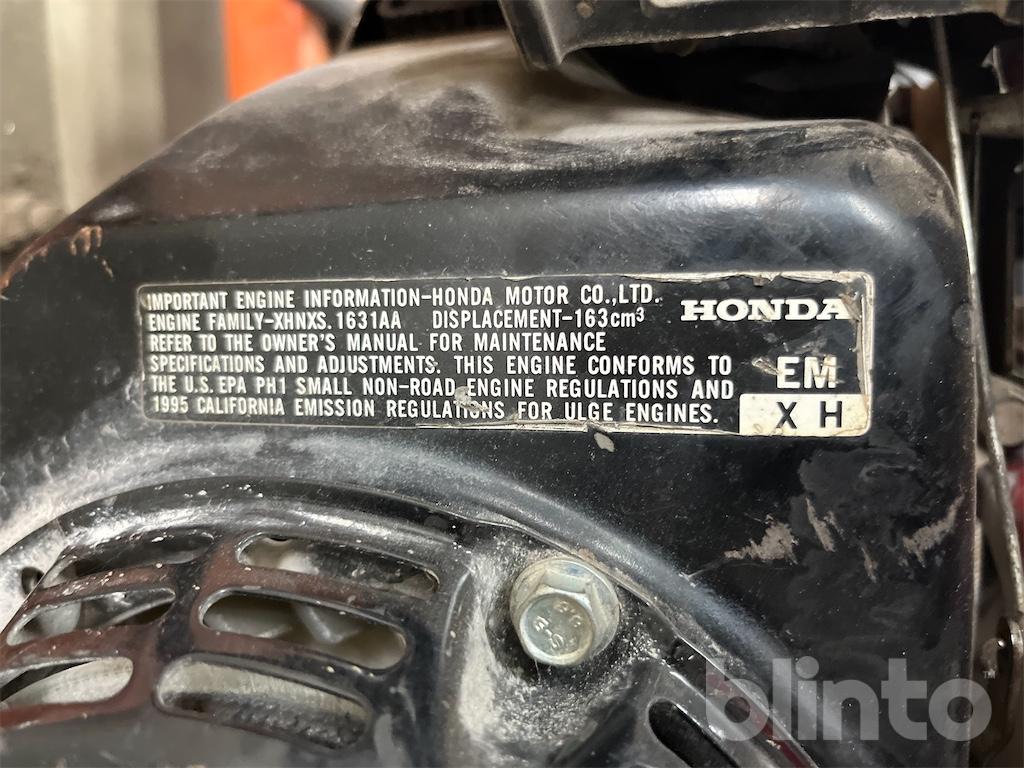 IMPORTANT ENGINE INFORMATION-HONDA MOTOR CO.,LTD.
HONDA
ENGINE FAMILY-XHNXS.1631AA DISPLACEMENT-163cm³
REFER TO THE OWNER'S MANUAL FOR MAINTENANCE
SPECIFICATIONS AND ADJUSTMENTS. THIS ENGINE CONFORMS TO
THE U.S. EPA PH1 SMALL NON-ROAD ENGINE REGULATIONS AND
1995 CALIFORNIA EMISSION REGULATIONS FOR ULGE ENGINES.
EM
X H
blinto™